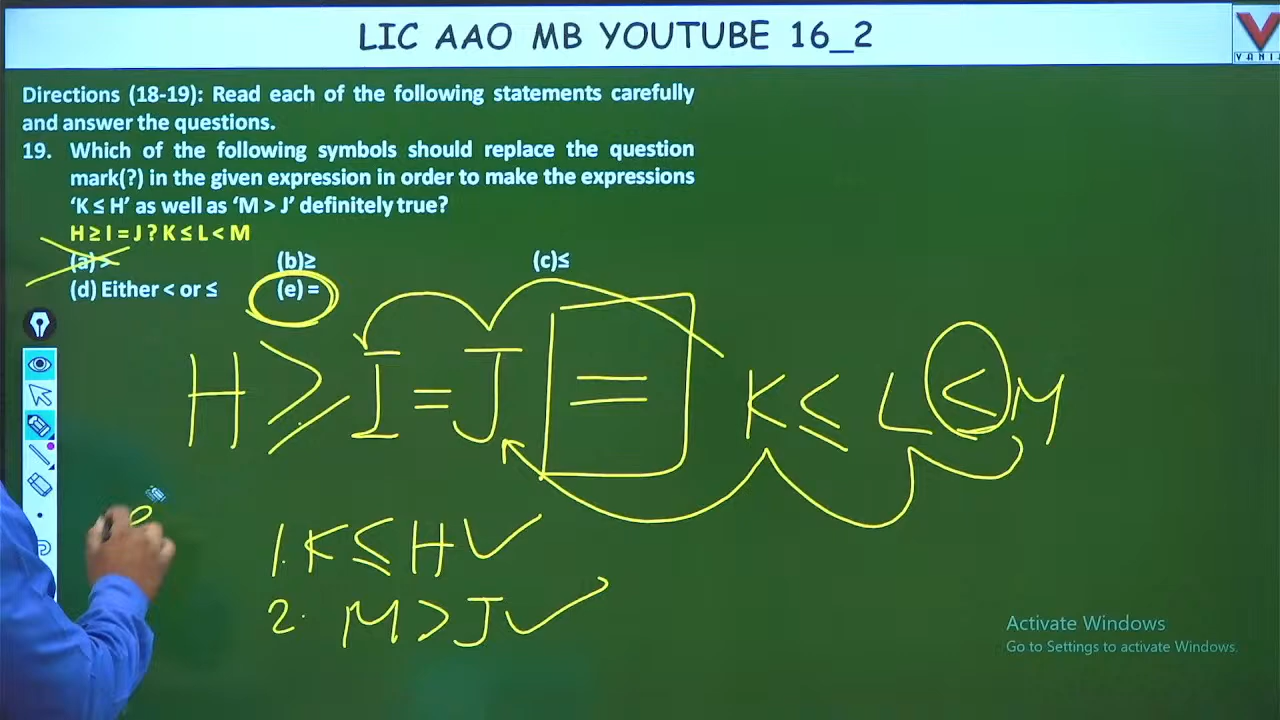 LIC AAO MB YOUTUBE 16_2
Directions (18-19): Read each of the following statements carefully
and answer the questions.
19. Which of the following symbols should replace the question
mark(?) in the given expression in order to make the expressions
‘K ≤ H’ as well as ‘M > J’ definitely true?
H ≥ I = J ? K ≤ L < M
(a) > (b)≥ (c)≤
(d) Either < or ≤ (e) =
H ≥ I = J = K ≤ L < M
1. K ≤ H ✓
2. M > J ✓
Activate Windows
Go to Settings to activate Windows.